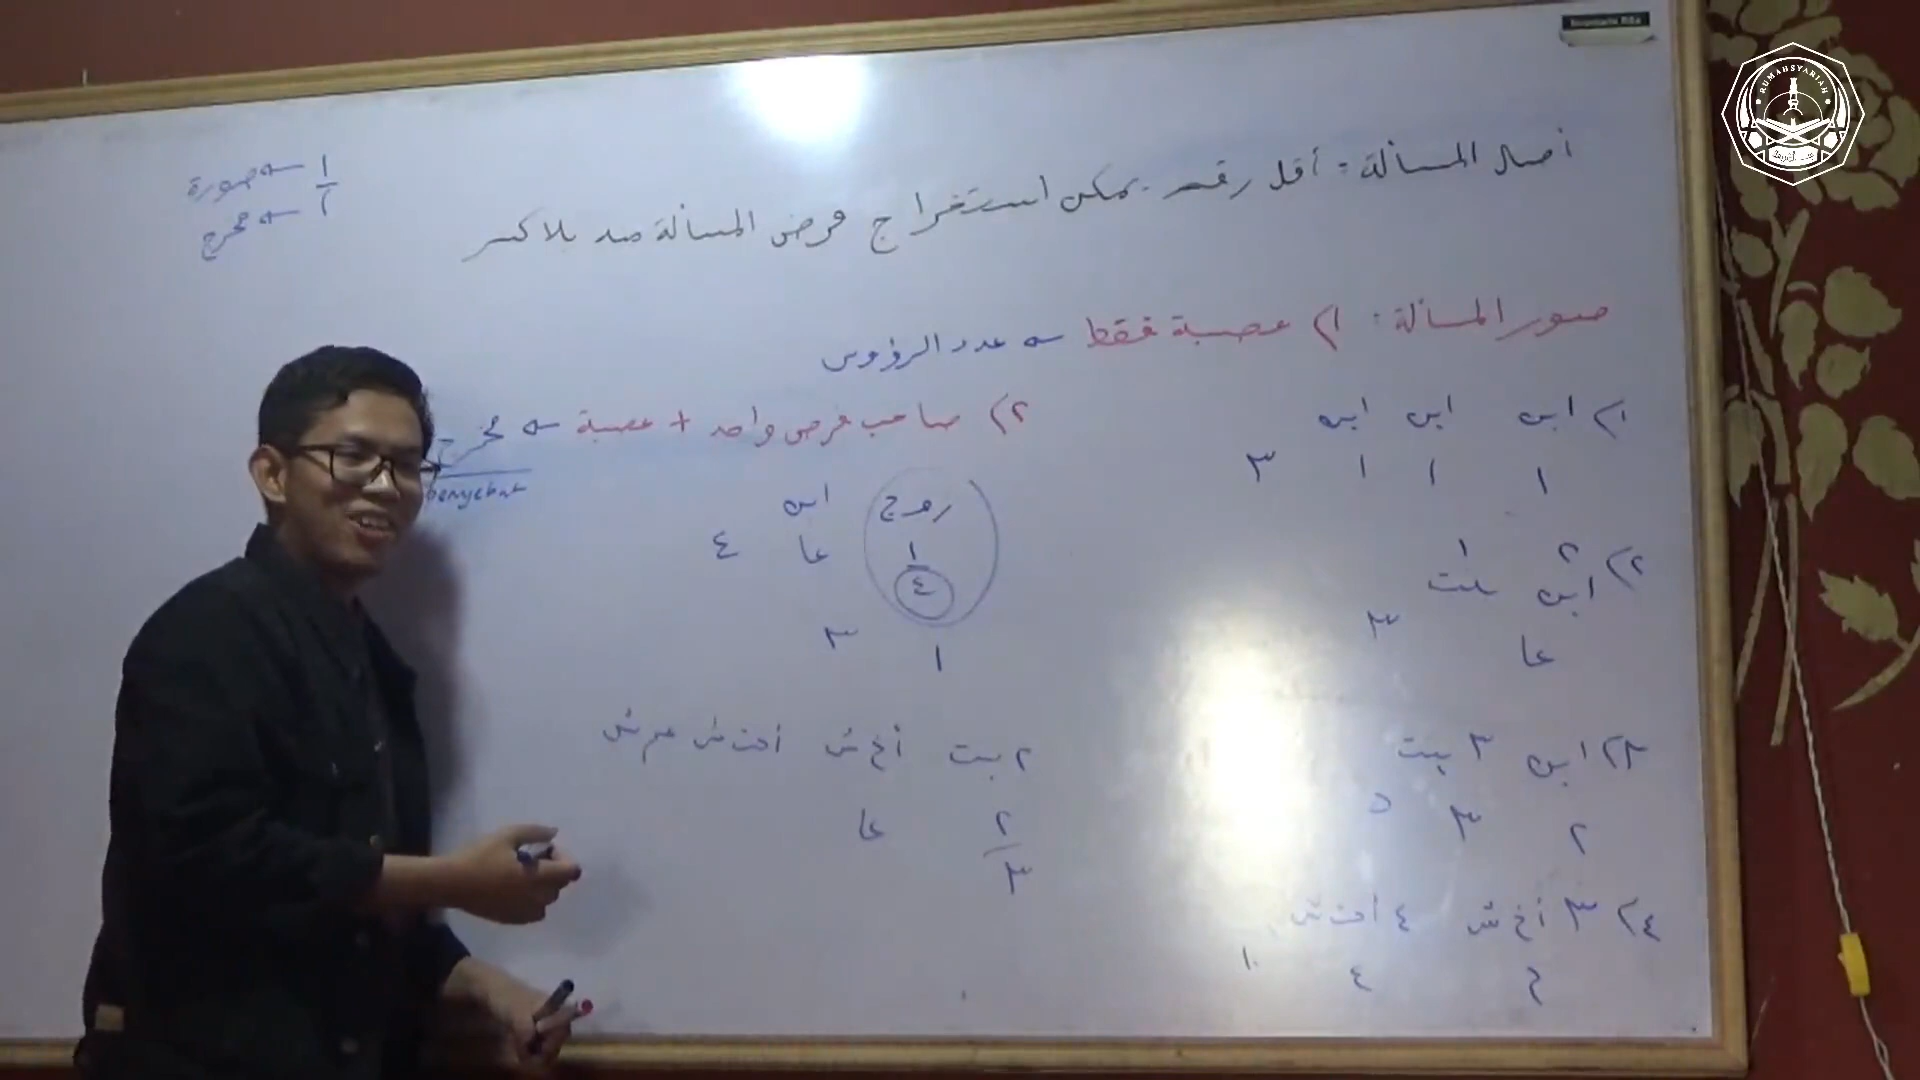 أصل المسألة : أقل رقم يمكن استخراج فرض المسألة منه بلا كسر
١ ← صورة
٢ ← مخرج
صور المسألة : ١) عصبة فقط ← عدد الرؤوس
١) ابن ابن ابن
١ ١ ١ ٣
٢ ١
٢) ابن بنت
عا ٣
٣) ابن ٣ بنت
٢ ٣ ٥
٤) ٣ أخ ش ٤ أخت ش
٤ ١٠
٢) صاحب فرض واحد + عصبة ← مخرج
penyebut
زوج ابن
١ عا ٤
٤
١ ٣
٢ بنت أخ ش أخت ش عم ش
٢ عا
٣
RUMAHSYARIAH